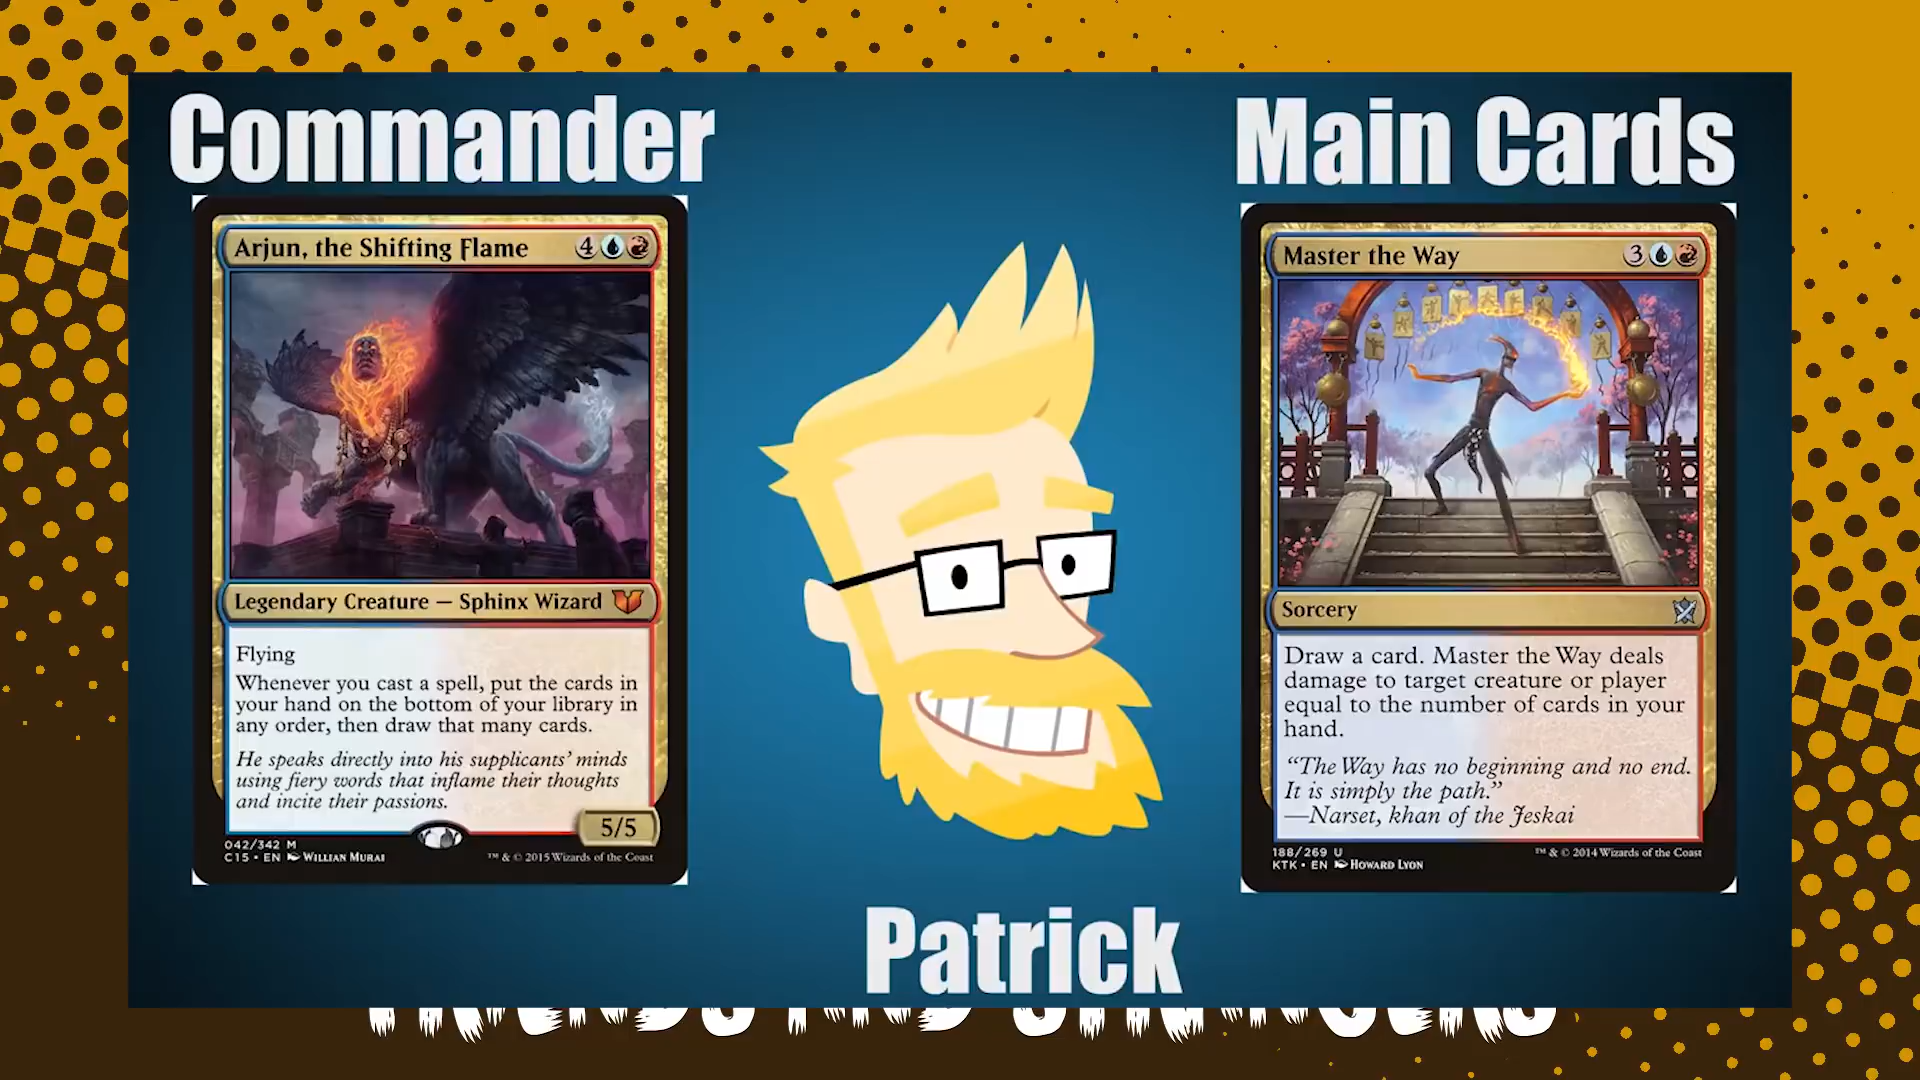 Commander
Main Cards
Arjun, the Shifting Flame 4
Legendary Creature — Sphinx Wizard
Flying
Whenever you cast a spell, put the cards in
your hand on the bottom of your library in
any order, then draw that many cards.
He speaks directly into his supplicants' minds
using fiery words that inflame their thoughts
and incite their passions.
5/5
042/342 M
C15 • EN WILLIAN MURAI
™ & © 2015 Wizards of the Coast
Master the Way 3
Sorcery
Draw a card. Master the Way deals
damage to target creature or player
equal to the number of cards in your
hand.
“The Way has no beginning and no end.
It is simply the path.”
—Narset, khan of the Jeskai
188/269 U
KTK • EN HOWARD LYON
™ & © 2014 Wizards of the Coast
Patrick